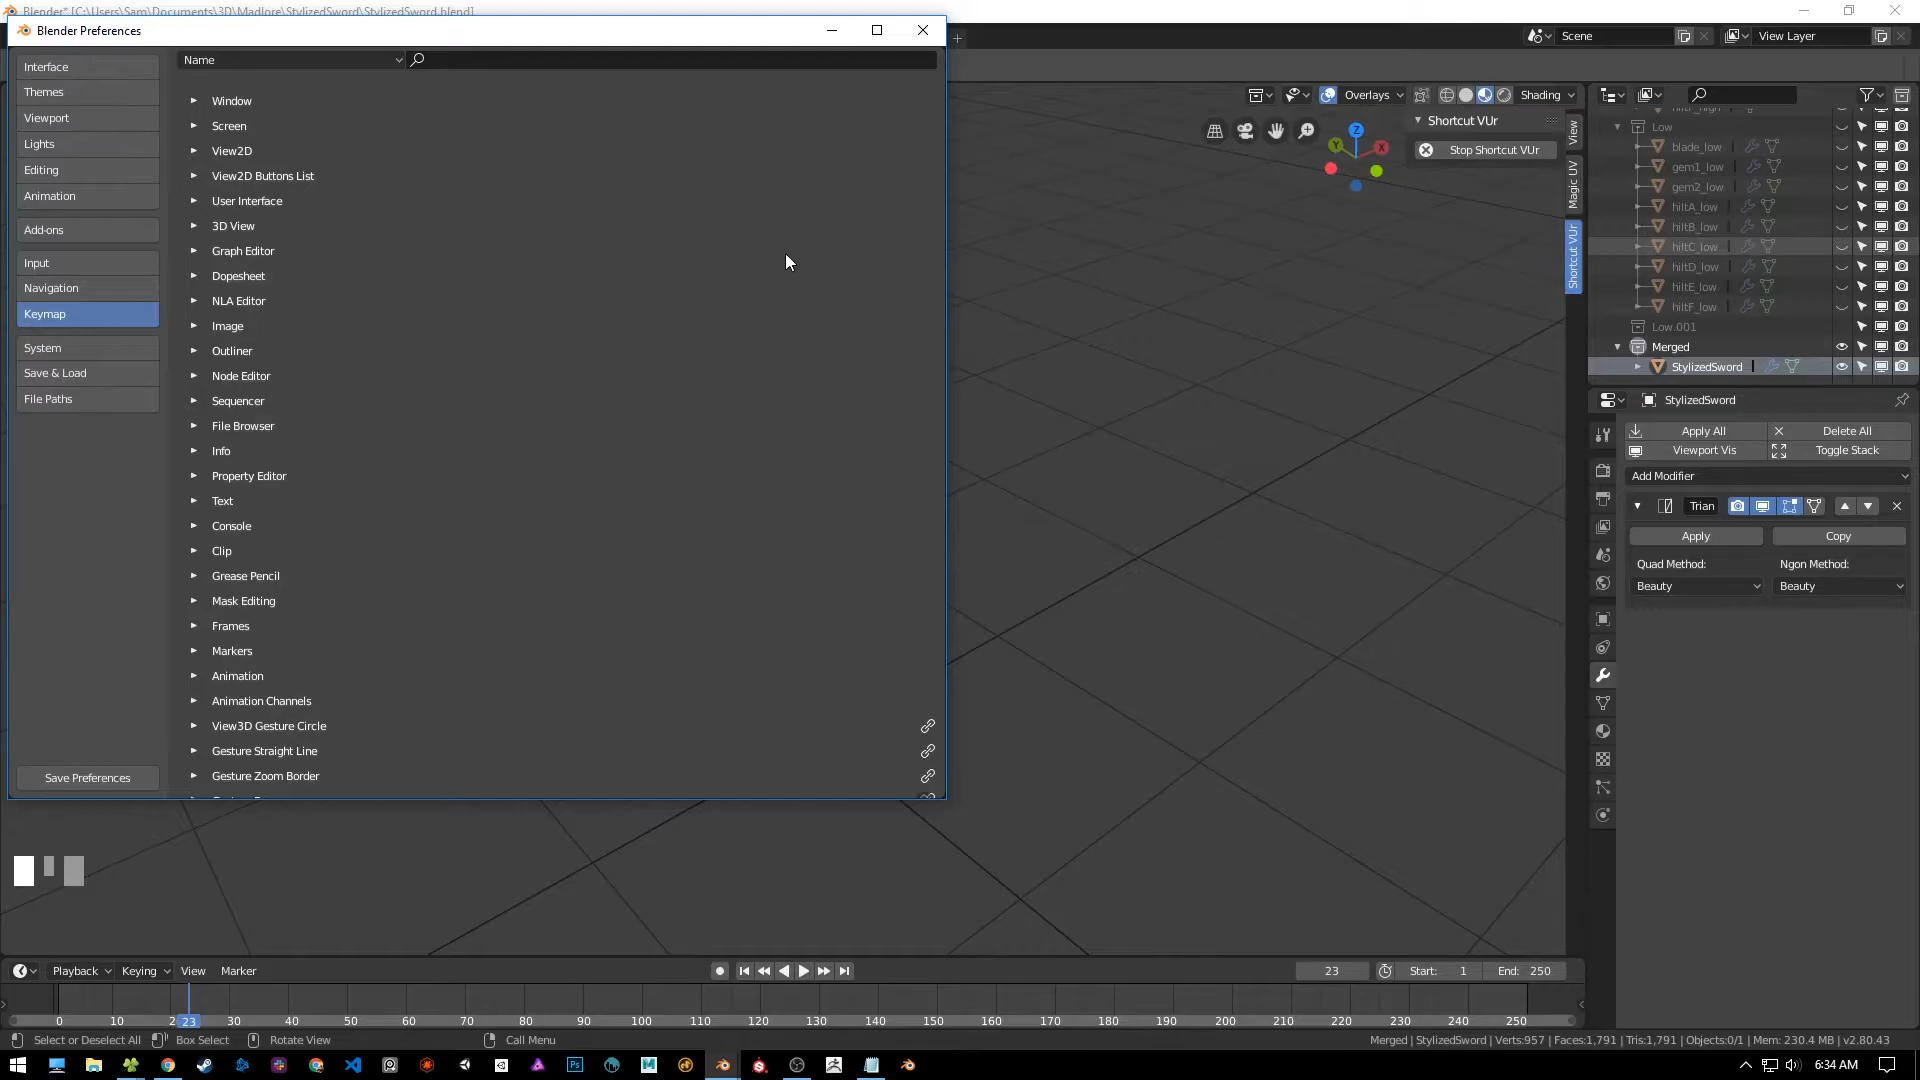 Blender* [C:\Users\Sam\Documents\3D\Madlore\StylizedSword\StylizedSword.blend]
Blender Preferences
Scene
View Layer
Interface
Name
Themes
Viewport
Lights
Editing
Animation
Add-ons
Input
Navigation
Keymap
System
Save & Load
File Paths
Save Preferences
Window
Screen
View2D
View2D Buttons List
User Interface
3D View
Graph Editor
Dopesheet
NLA Editor
Image
Outliner
Node Editor
Sequencer
File Browser
Info
Property Editor
Text
Console
Clip
Grease Pencil
Mask Editing
Frames
Markers
Animation
Animation Channels
View3D Gesture Circle
Gesture Straight Line
Gesture Zoom Border
Overlays
Shading
Z
Y
X
Shortcut VUr
Stop Shortcut VUr
View
Magic UV
Shortcut VUr
Low
blade_low
gem1_low
gem2_low
hiltA_low
hiltB_low
hiltC_low
hiltD_low
hiltE_low
hiltF_low
Low.001
Merged
StylizedSword
StylizedSword
Apply All
Delete All
Viewport Vis
Toggle Stack
Add Modifier
Trian
Apply
Copy
Quad Method:
Ngon Method:
Beauty
Beauty
Playback
Keying
View
Marker
23
Start: 1
End: 250
0 10 2 23 30 40 50 60 70 80 90 100 110 120 130 140 150 160 170 180 190 200 210 220 230 240 250
Select or Deselect All
Box Select
Rotate View
Call Menu
Merged | StylizedSword | Verts:957 | Faces:1,791 | Tris:1,791 | Objects:0/1 | Mem: 230.4 MB | v2.80.43
6:34 AM